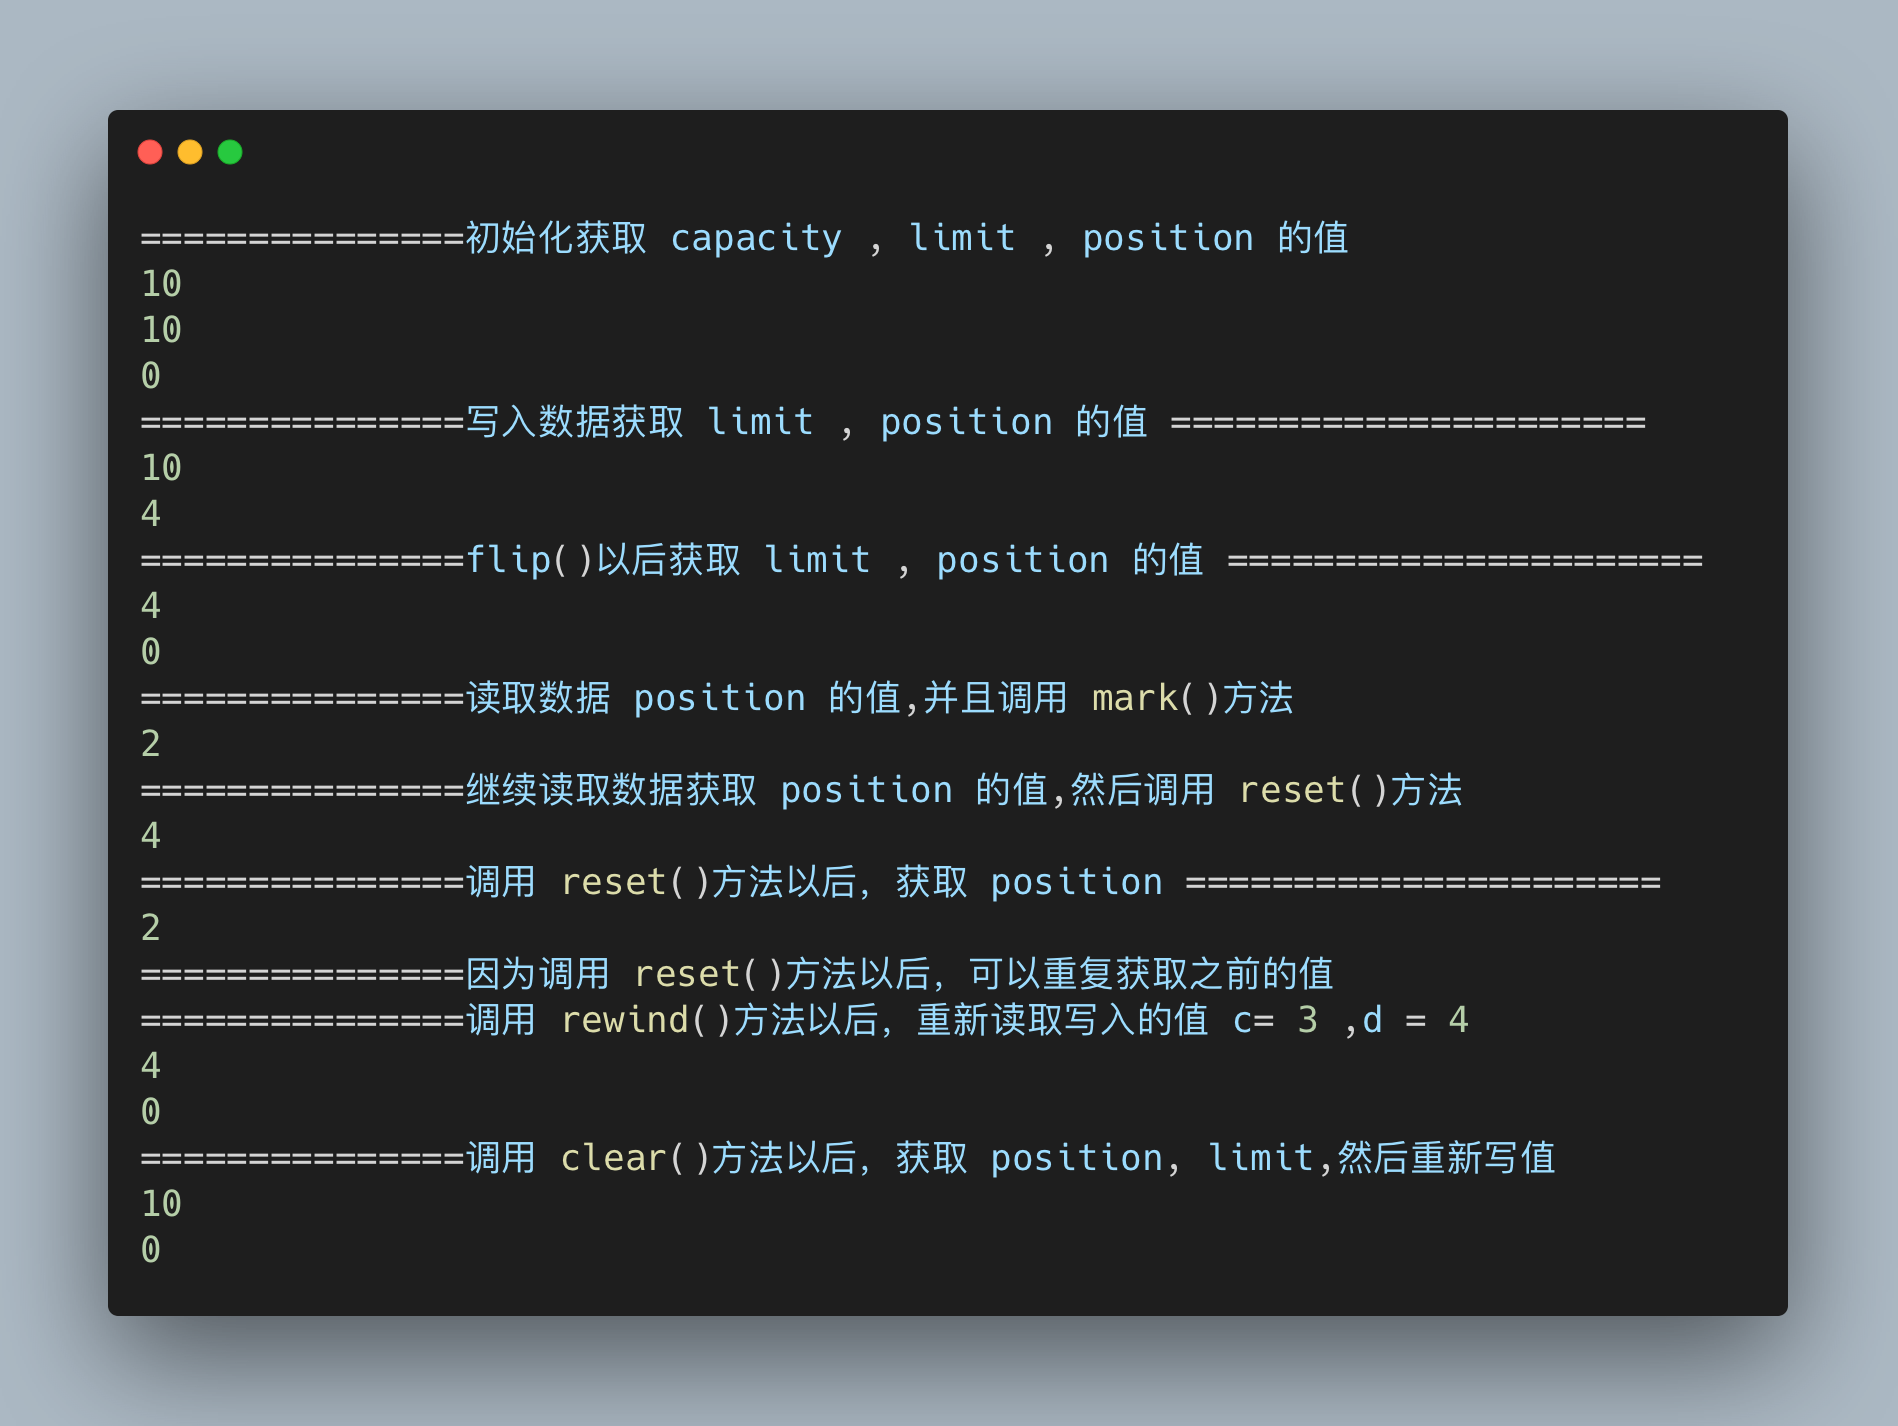 ===============初始化获取 capacity , limit , position 的值
10
10
0
===============写入数据获取 limit , position 的值 ======================
10
4
===============flip()以后获取 limit , position 的值 ======================
4
0
===============读取数据 position 的值,并且调用 mark()方法
2
===============继续读取数据获取 position 的值,然后调用 reset()方法
4
===============调用 reset()方法以后, 获取 position ======================
2
===============因为调用 reset()方法以后, 可以重复获取之前的值
===============调用 rewind()方法以后, 重新读取写入的值 c= 3 ,d = 4
4
0
===============调用 clear()方法以后, 获取 position, limit,然后重新写值
10
0